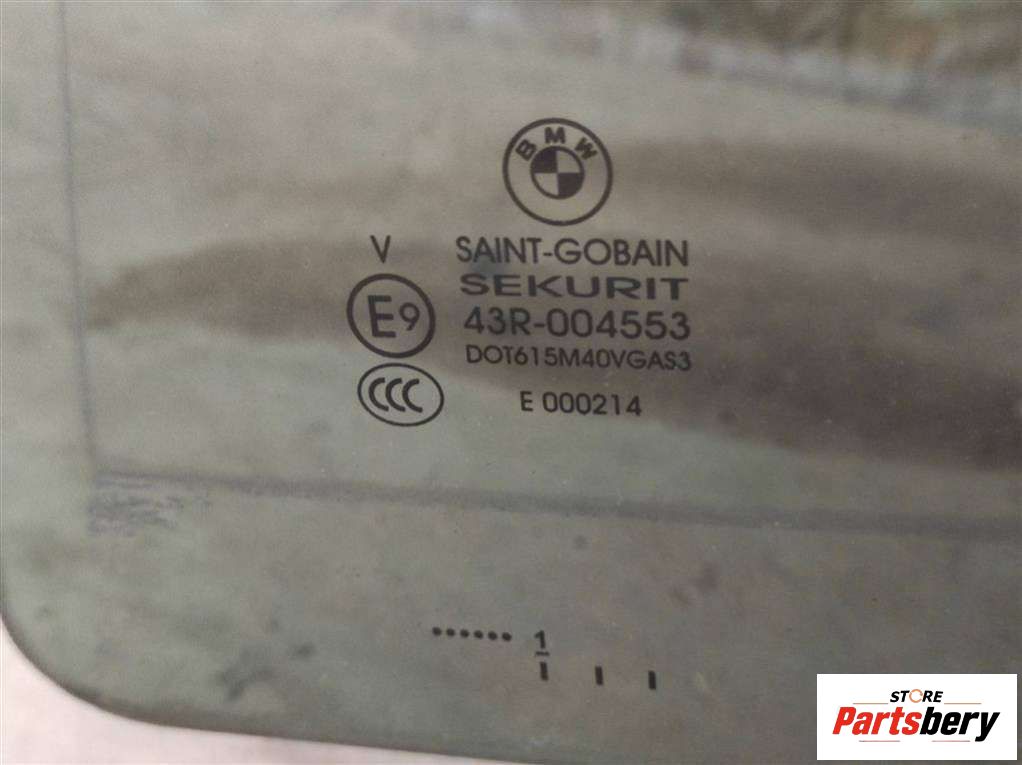 BMW
V SAINT-GOBAIN
SEKURIT
E9 43R-004553
DOT615M40VGAS3
CCC E 000214
...... 1
I I I
STORE
Partsbery